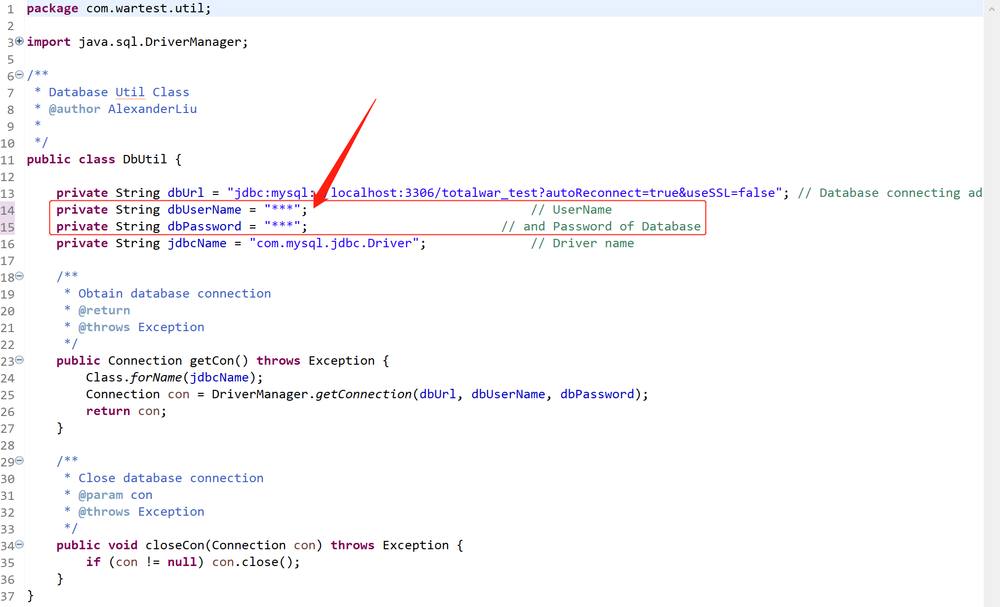 1 package com.wartest.util;
2
3 import java.sql.DriverManager;
5
6 /**
7  * Database Util Class
8  * @author AlexanderLiu
9  *
10  */
11 public class DbUtil {
12
13     private String dbUrl = "jdbc:mysql: /localhost:3306/totalwar_test?autoReconnect=true&useSSL=false"; // Database connecting ad
14     private String dbUserName = "***";                              // UserName
15     private String dbPassword = "***";                          // and Password of Database
16     private String jdbcName = "com.mysql.jdbc.Driver";              // Driver name
17
18     /**
19      * Obtain database connection
20      * @return
21      * @throws Exception
22      */
23     public Connection getCon() throws Exception {
24         Class.forName(jdbcName);
25         Connection con = DriverManager.getConnection(dbUrl, dbUserName, dbPassword);
26         return con;
27     }
28
29     /**
30      * Close database connection
31      * @param con
32      * @throws Exception
33      */
34     public void closeCon(Connection con) throws Exception {
35         if (con != null) con.close();
36     }
37 }